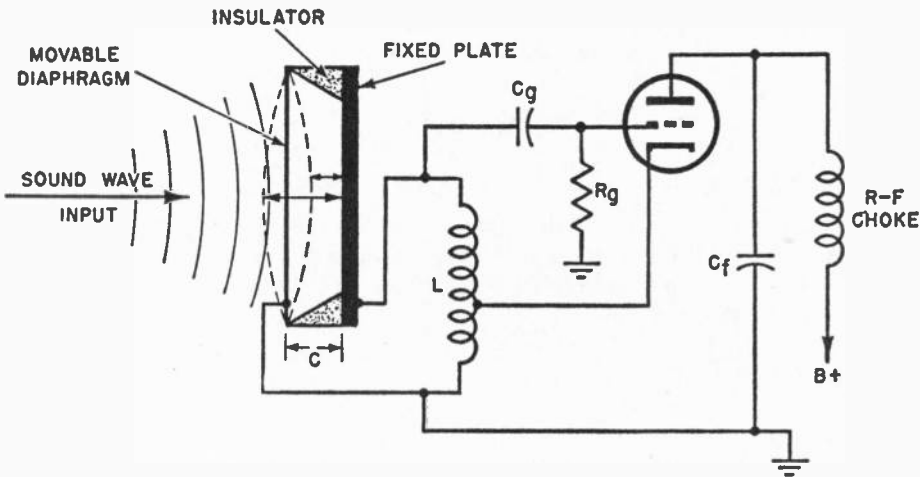 INSULATOR
MOVABLE
DIAPHRAGM
FIXED PLATE
SOUND WAVE
INPUT
C
Cg
Rg
L
Cf
R-F
CHOKE
B+